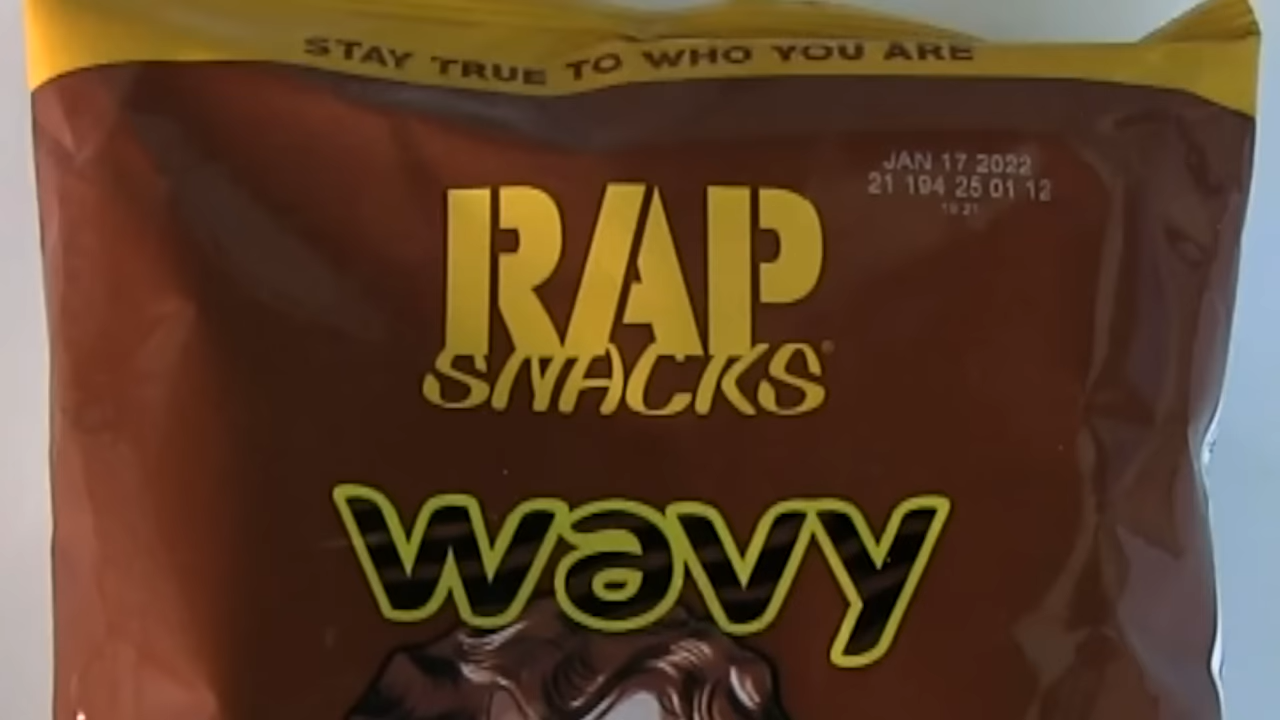 STAY TRUE TO WHO YOU ARE
JAN 17 2022
21 194 25 01 12
RAP
SNACKS®
wavy